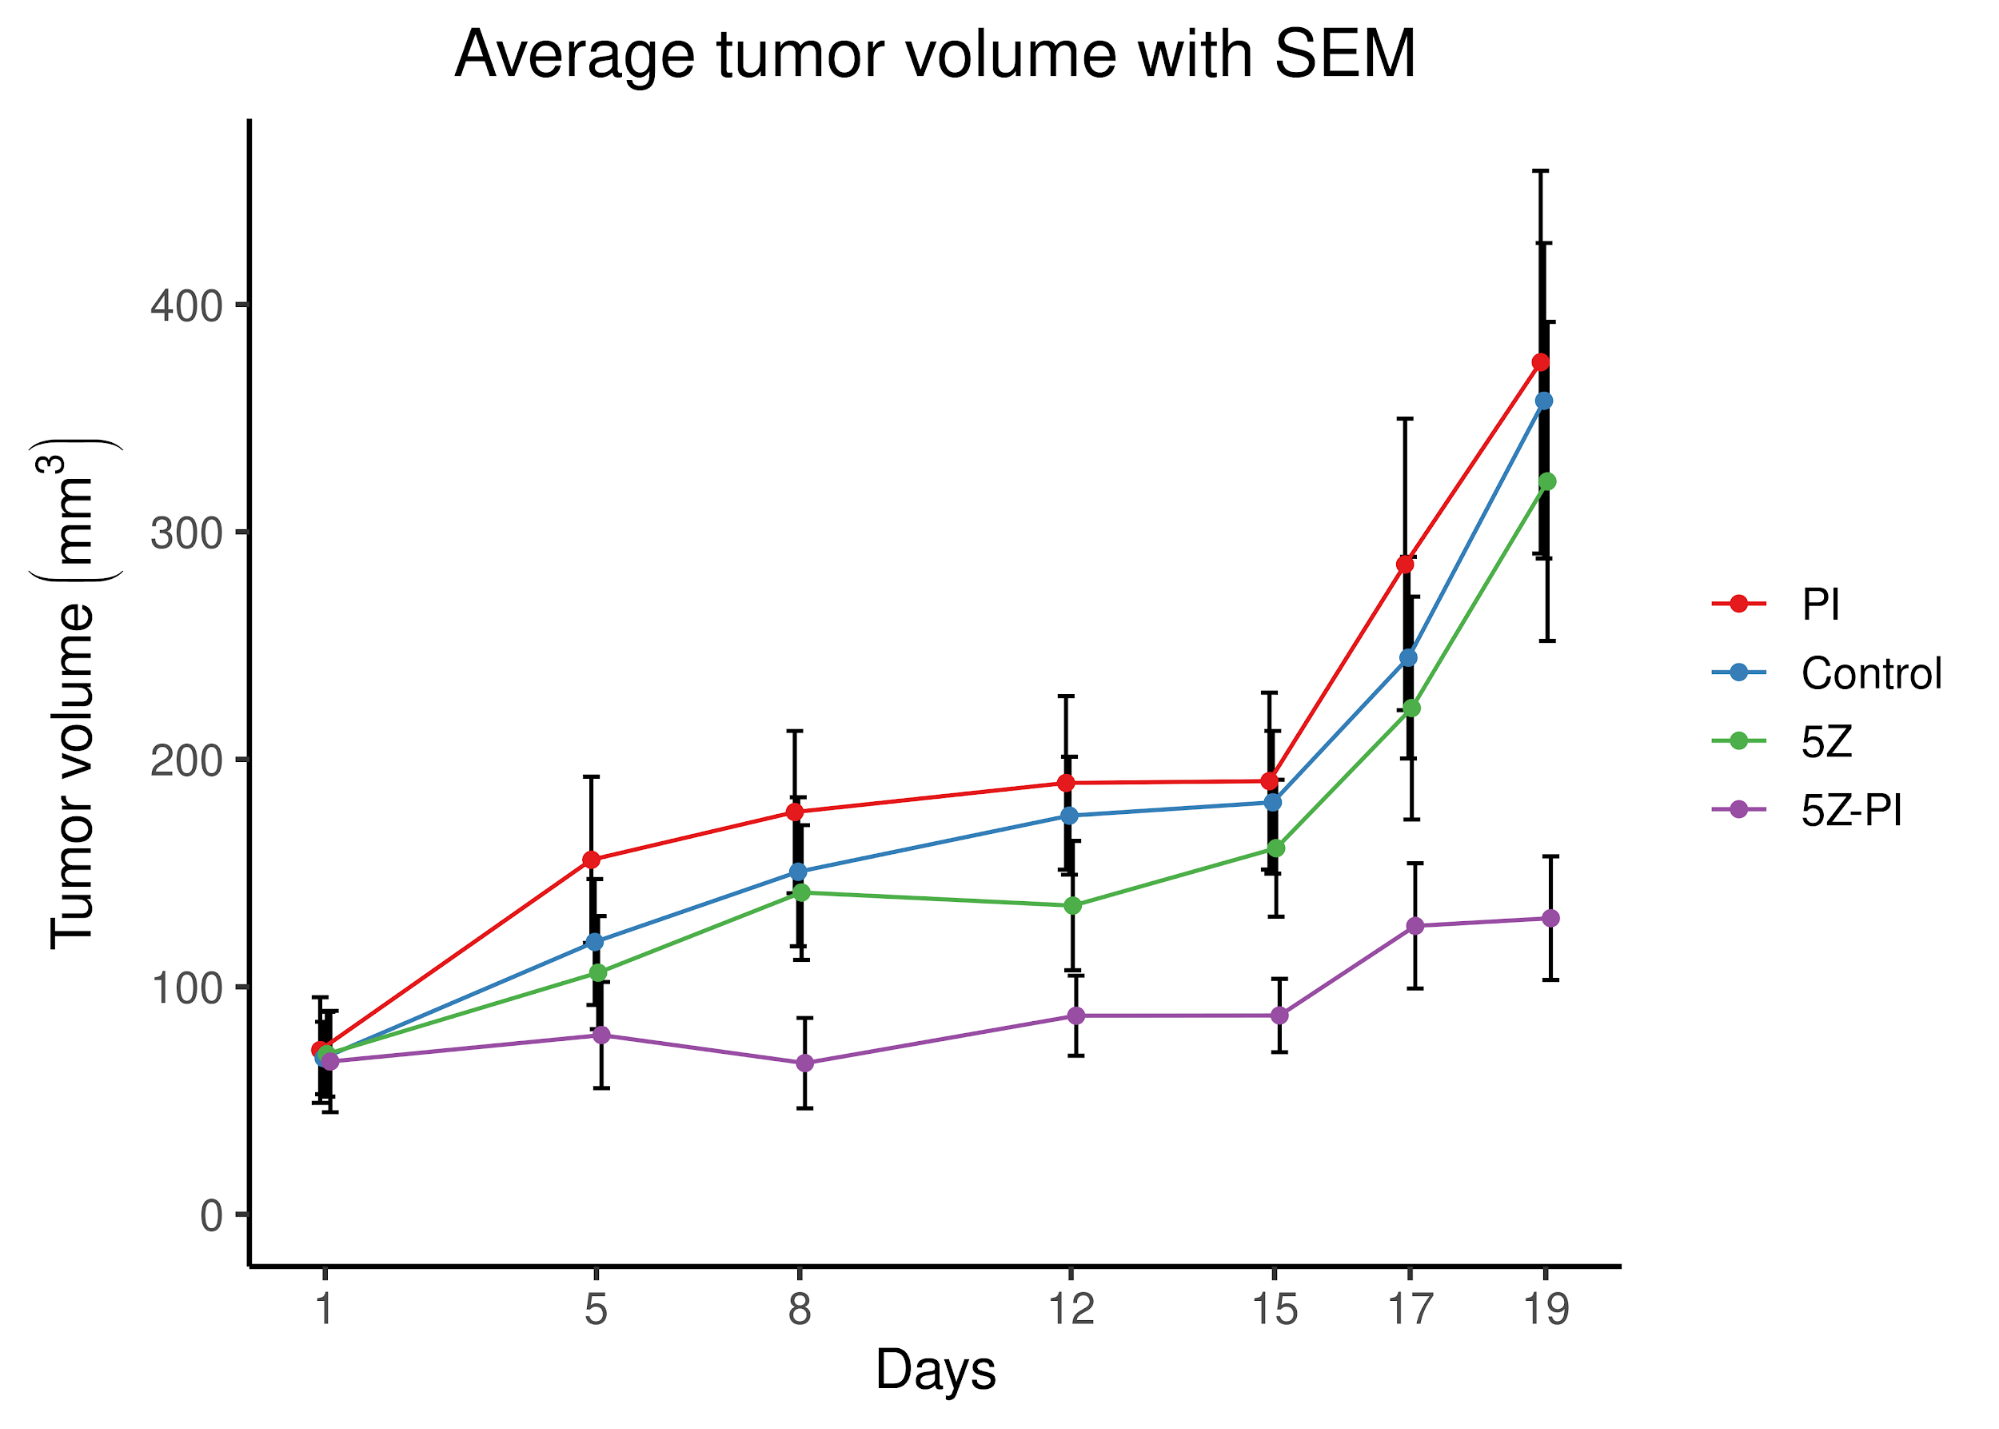 Average tumor volume with SEM
Tumor volume (mm³)
400
300
200
100
0
1 5 8 12 15 17 19
Days
PI
Control
5Z
5Z-PI